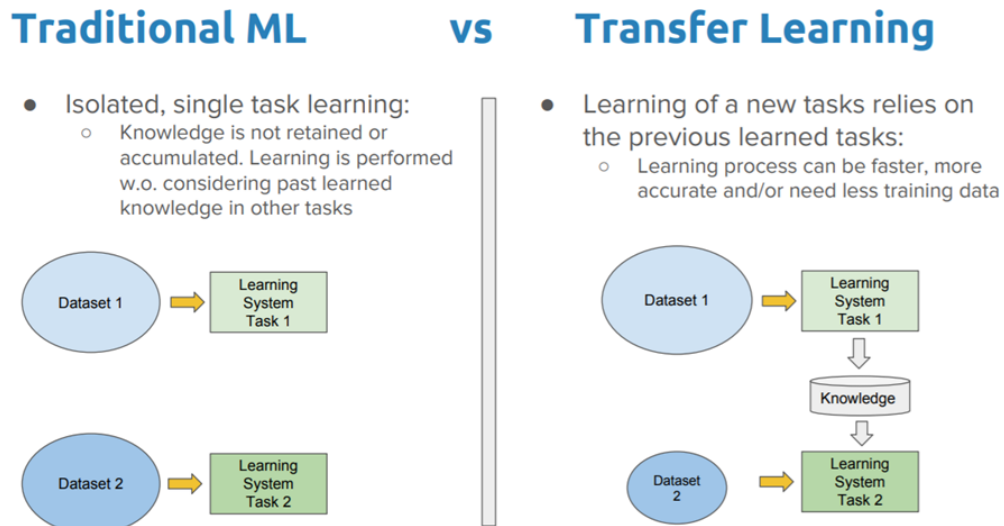 Traditional ML vs Transfer Learning
● Isolated, single task learning:
○ Knowledge is not retained or
accumulated. Learning is performed
w.o. considering past learned
knowledge in other tasks
Dataset 1
Learning
System
Task 1
Dataset 2
Learning
System
Task 2
● Learning of a new tasks relies on
the previous learned tasks:
○ Learning process can be faster, more
accurate and/or need less training data
Dataset 1
Learning
System
Task 1
Knowledge
Dataset
2
Learning
System
Task 2